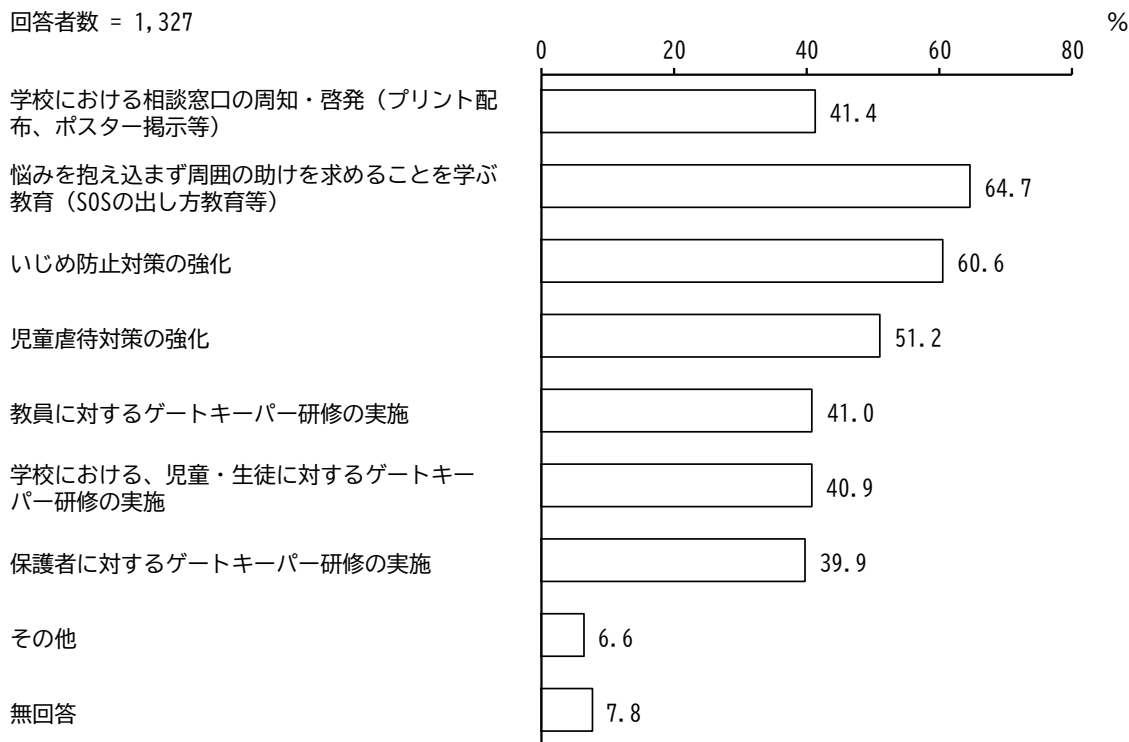 回答者数 = 1,327
%
0 20 40 60 80
学校における相談窓口の周知・啓発（プリント配
布、ポスター掲示等）
41.4
悩みを抱え込まず周囲の助けを求めることを学ぶ
教育（SOSの出し方教育等）
64.7
いじめ防止対策の強化
60.6
児童虐待対策の強化
51.2
教員に対するゲートキーパー研修の実施
41.0
学校における、児童・生徒に対するゲートキー
パー研修の実施
40.9
保護者に対するゲートキーパー研修の実施
39.9
その他
6.6
無回答
7.8